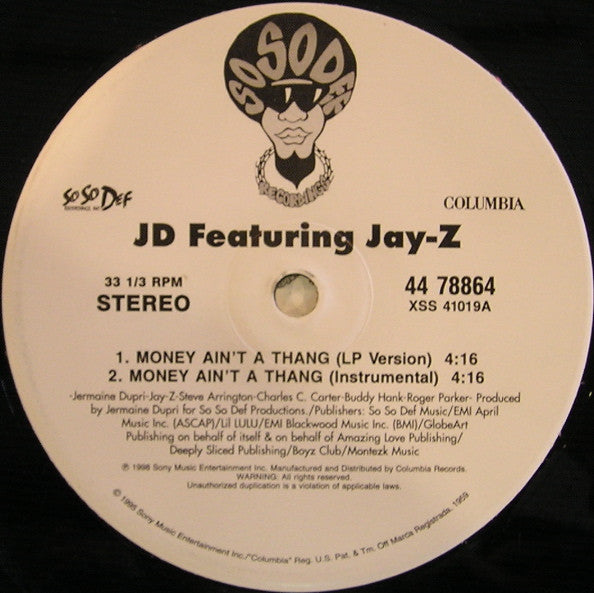 SO SO DEF
RECORDINGS
SO SO DEF
RECORDINGS, INC.
COLUMBIA
JD Featuring Jay-Z
33 1/3 RPM
STEREO
44 78864
XSS 41019A
1. MONEY AIN'T A THANG (LP Version) 4:16
2. MONEY AIN'T A THANG (Instrumental) 4:16
-Jermaine Dupri-Jay-Z-Steve Arrington-Charles C. Carter-Buddy Hank-Roger Parker- Produced
by Jermaine Dupri for So So Def Productions./Publishers: So So Def Music/EMI April
Music Inc. (ASCAP)/Lil LULU/EMI Blackwood Music Inc. (BMI)/GlobeArt
Publishing on behalf of itself & on behalf of Amazing Love Publishing/
Deeply Sliced Publishing/Boyz Club/Montezk Music
℗ 1998 Sony Music Entertainment Inc. Manufactured and Distributed by Columbia Records.
WARNING: All rights reserved.
Unauthorized duplication is a violation of applicable laws.
© 1998 Sony Music Entertainment Inc./"Columbia" Reg. U.S. Pat. & Tm. Off Marca Registrada. 1959